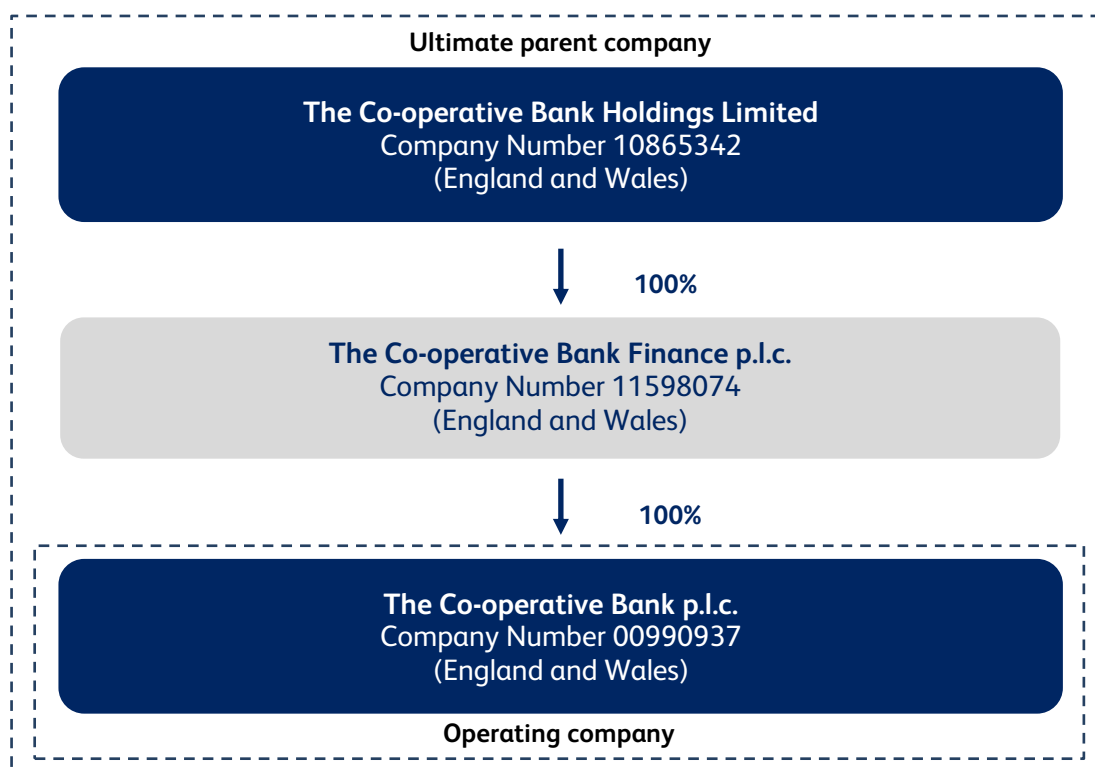 Ultimate parent company
The Co-operative Bank Holdings Limited
Company Number 10865342
(England and Wales)
100%
The Co-operative Bank Finance p.l.c.
Company Number 11598074
(England and Wales)
100%
The Co-operative Bank p.l.c.
Company Number 00990937
(England and Wales)
Operating company